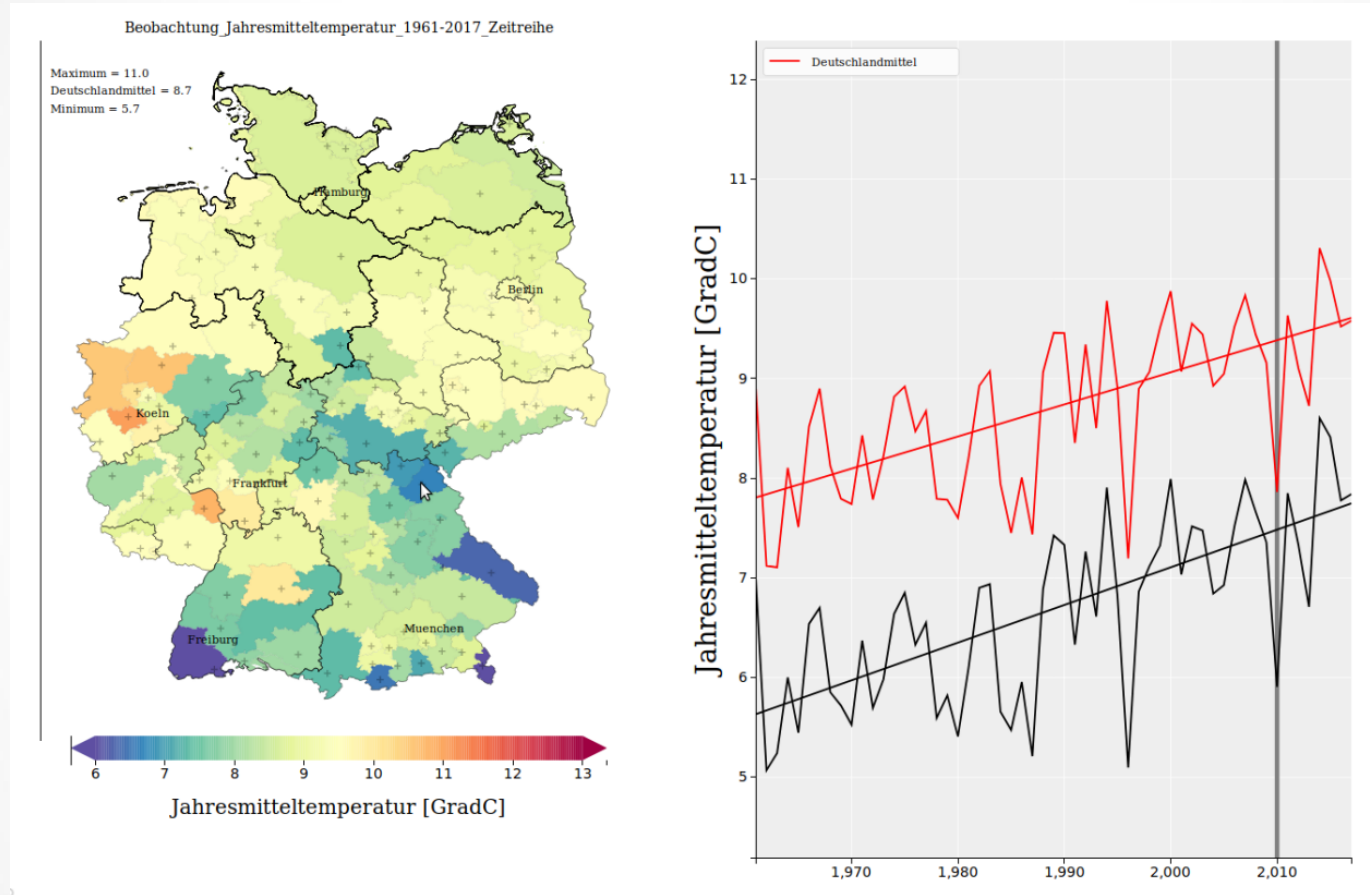 Beobachtung_Jahresmitteltemperatur_1961-2017_Zeitreihe
Maximum = 11.0
Deutschlandmittel = 8.7
Minimum = 5.7
Hamburg
Berlin
Koeln
Frankfurt
Muenchen
Freiburg
6 7 8 9 10 11 12 13
Jahresmitteltemperatur [GradC]
Deutschlandmittel
Jahresmitteltemperatur [GradC]
12
11
10
9
8
7
6
5
1,970 1,980 1,990 2,000 2,010